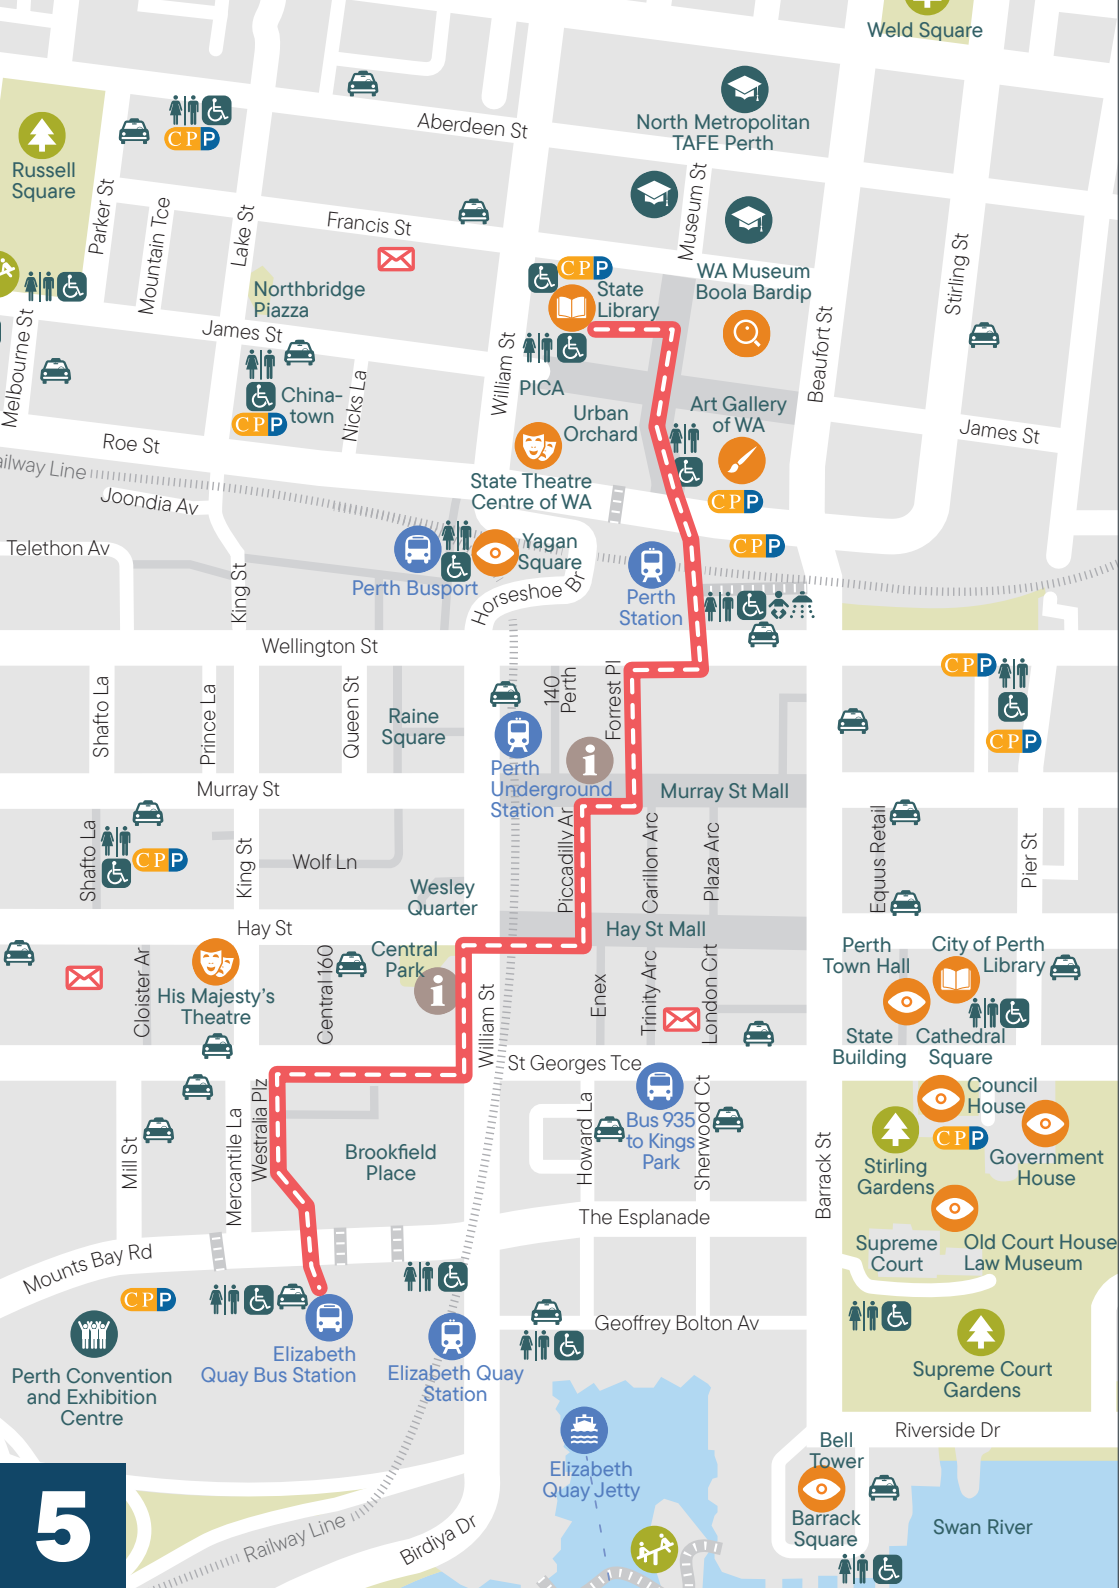 Weld Square
North Metropolitan
TAFE Perth
Aberdeen St
Russell
Square
CPP
Parker St
Mountain Tce
Lake St
Francis St
Museum St
Stirling St
WA Museum
Boola Bardip
CPP
State
Library
Northbridge
Piazza
James St
Melbourne St
William St
Beaufort St
PICA
China-
town
CPP
Nicks La
Urban
Orchard
Art Gallery
of WA
James St
Roe St
State Theatre
Centre of WA
CPP
ailway Line
Joondia Av
Telethon Av
Yagan
Square
CPP
Perth Busport
Horseshoe Br
Perth
Station
King St
Wellington St
CPP
Shafto La
Prince La
Queen St
Raine
Square
140
Perth
Forrest Pl
CPP
Perth
Underground
Station
i
Murray St
Murray St Mall
Shafto La
CPP
King St
Wolf Ln
Piccadilly Ar
Carillon Arc
Plaza Arc
Equus Retail
Pier St
Wesley
Quarter
Hay St
Hay St Mall
Central
Park
i
Perth
Town Hall
City of Perth
Library
Cloister Ar
His Majesty's
Theatre
Central 160
William St
Enex
Trinity Arc
London Crt
State
Building
Cathedral
Square
St Georges Tce
Council
House
CPP
Mill St
Mercantile La
Westralia Plz
Brookfield
Place
Howard La
Bus 935
to Kings
Park
Sherwood Ct
Barrack St
Stirling
Gardens
Government
House
The Esplanade
Supreme
Court
Old Court House
Law Museum
Mounts Bay Rd
CPP
Geoffrey Bolton Av
Elizabeth
Quay Bus Station
Elizabeth Quay
Station
Perth Convention
and Exhibition
Centre
Supreme Court
Gardens
Riverside Dr
Bell
Tower
Elizabeth
Quay Jetty
Barrack
Square
Swan River
Railway Line
Birdiya Dr
5